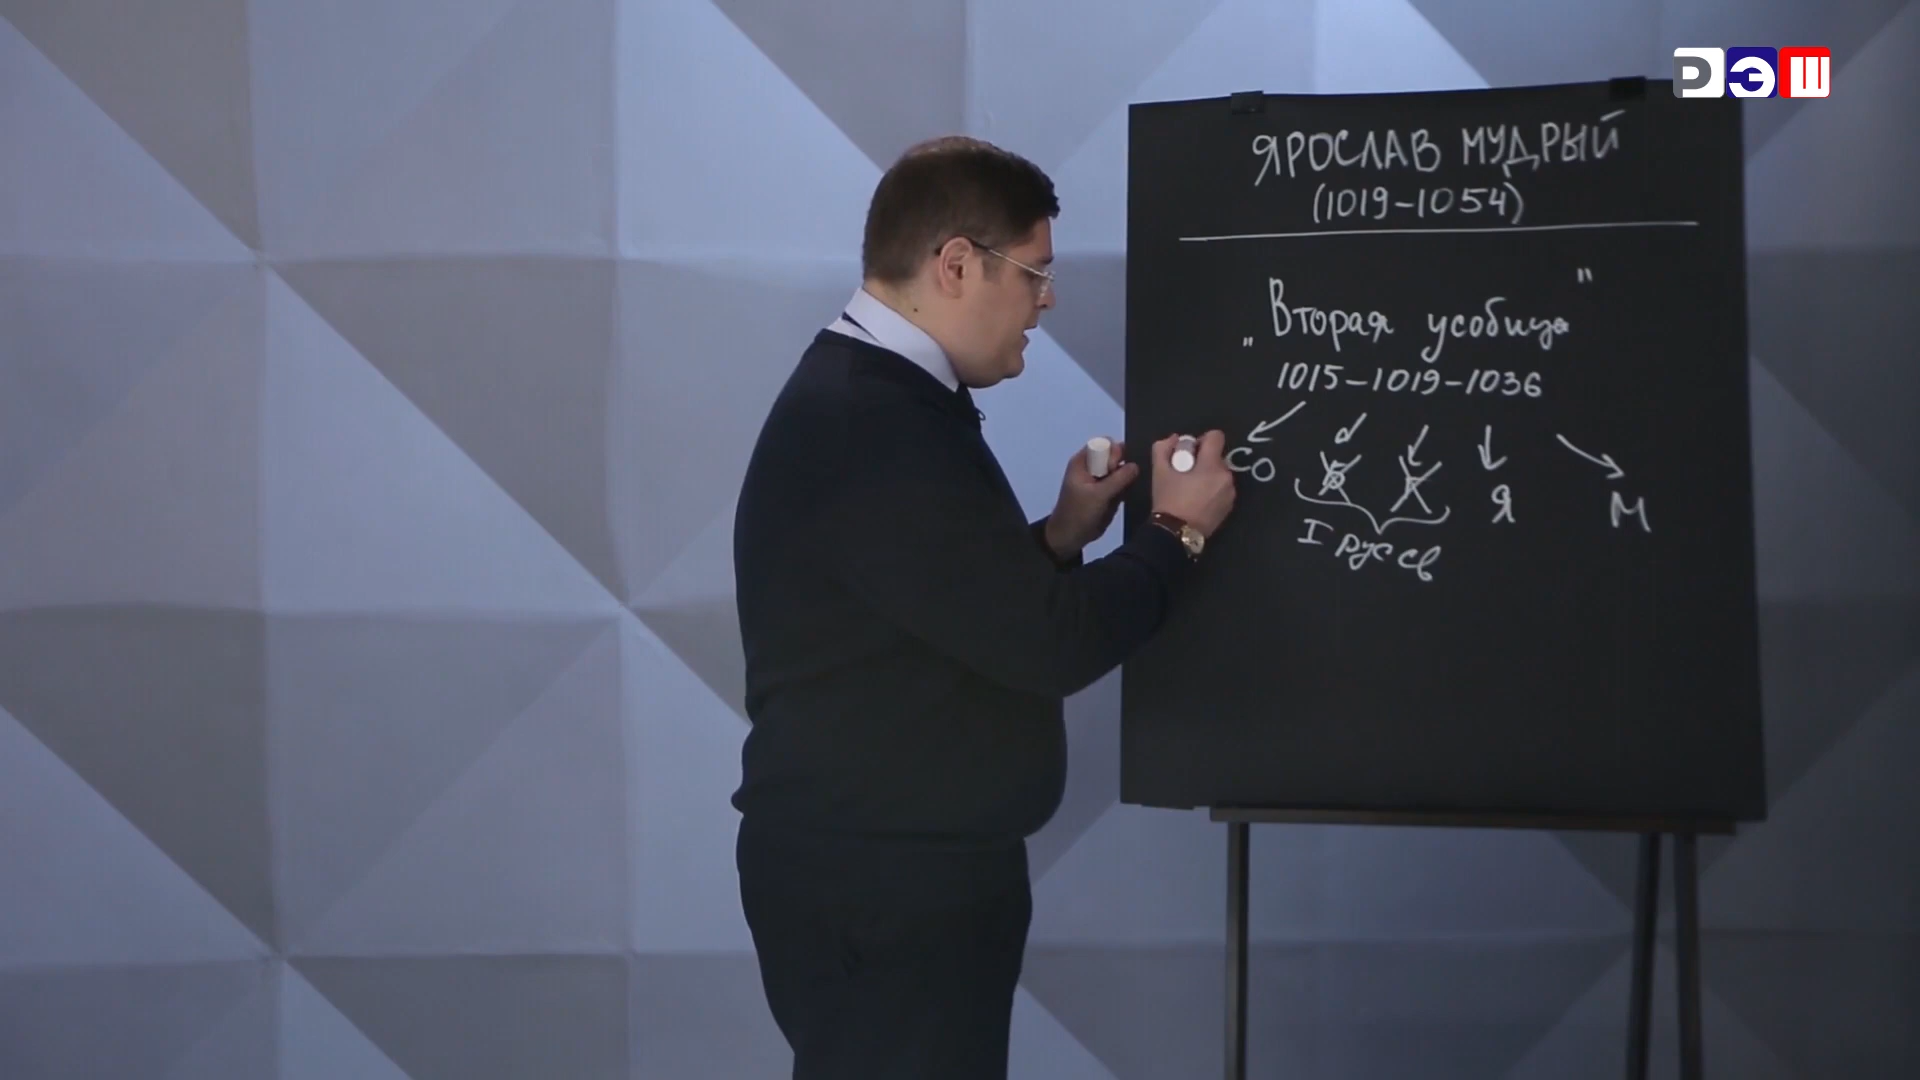 РЭШ
ЯРОСЛАВ МУДРЫЙ
(1019-1054)
„Вторая усобица"
1015-1019-1036
СО Я М
I рус св